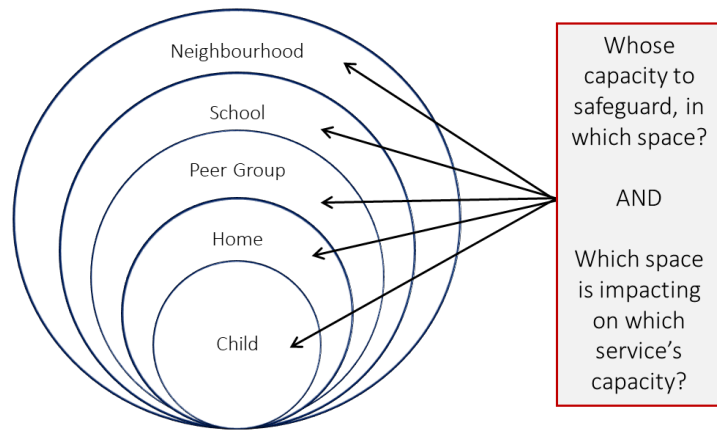 Neighbourhood
School
Peer Group
Home
Child
Whose
capacity to
safeguard, in
which space?
AND
Which space
is impacting
on which
service’s
capacity?